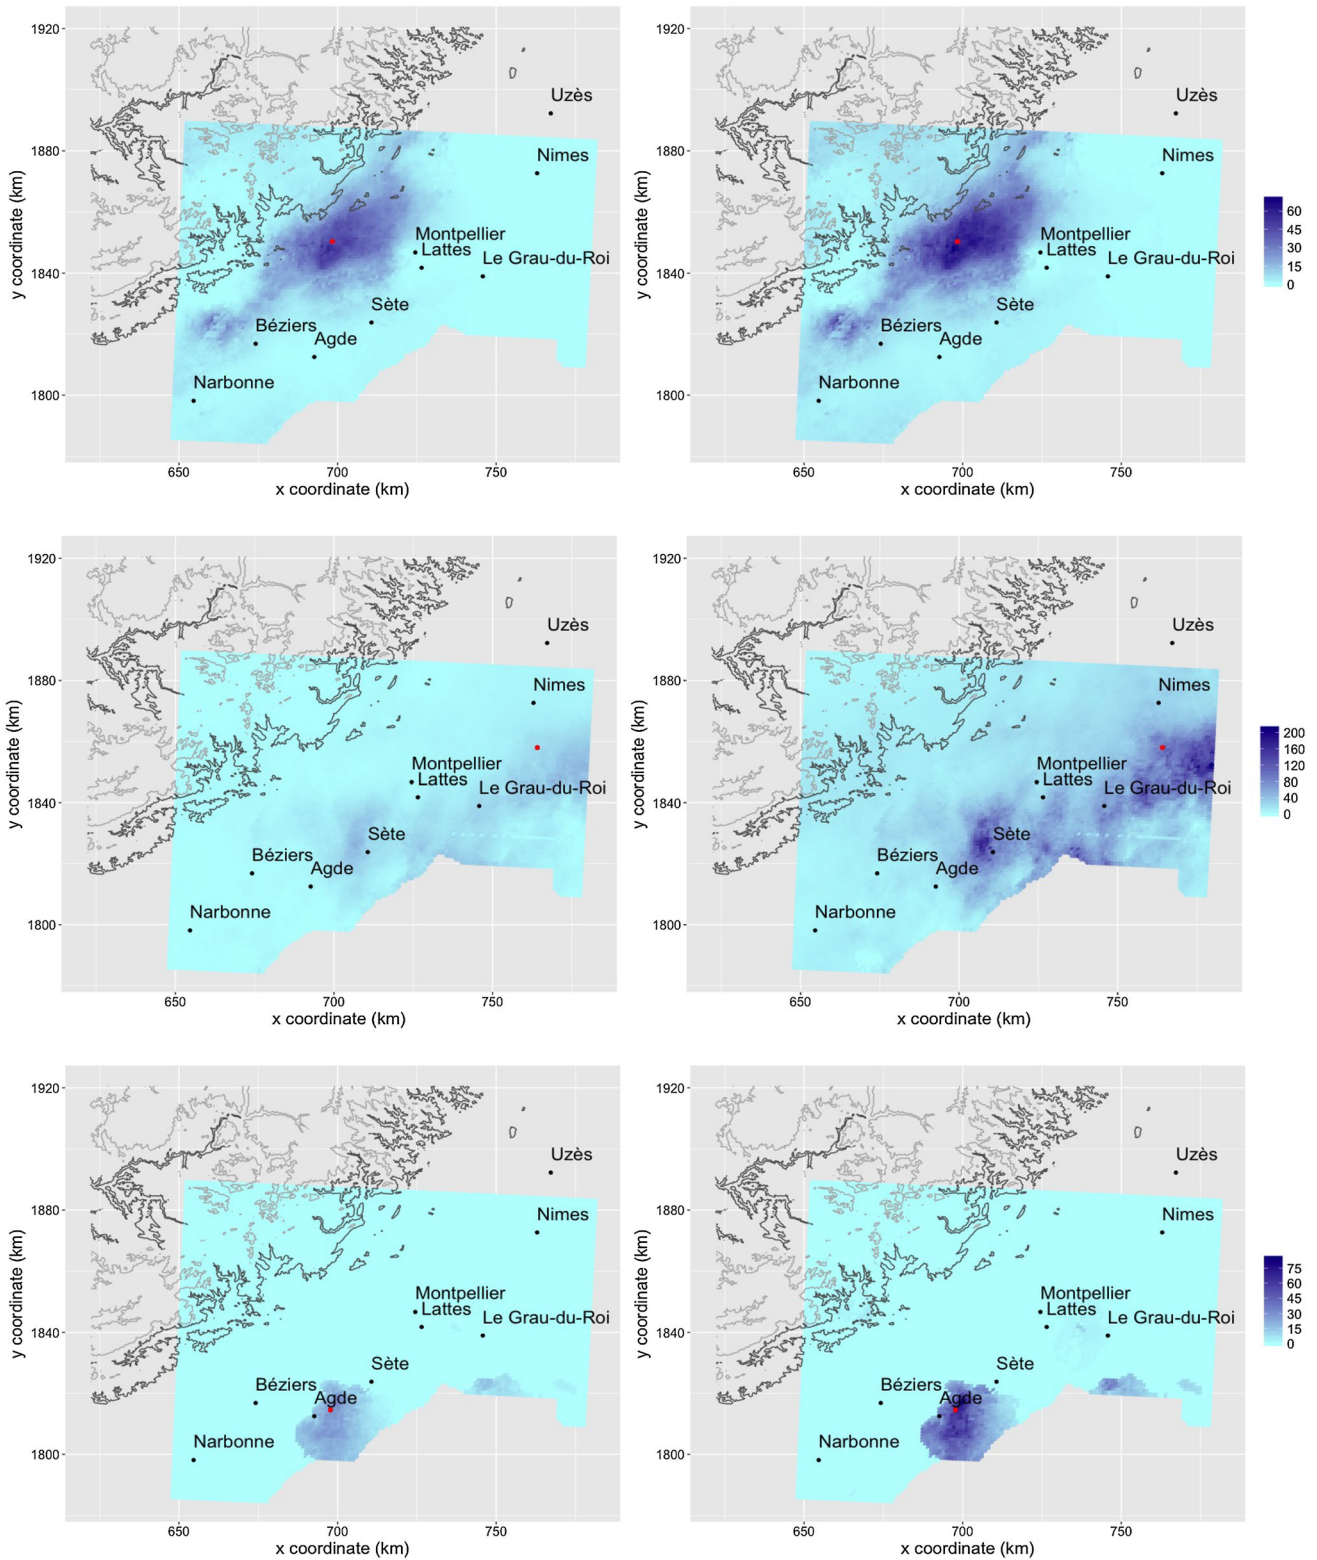 1920
1880
1840
1800
y coordinate (km)
Uzès
Nimes
Montpellier
Lattes
Le Grau-du-Roi
Sète
Béziers
Agde
Narbonne
650
700
750
x coordinate (km)
1920
1880
1840
1800
y coordinate (km)
Uzès
Nimes
Montpellier
Lattes
Le Grau-du-Roi
Sète
Béziers
Agde
Narbonne
650
700
750
x coordinate (km)
60
45
30
15
0
1920
1880
1840
1800
y coordinate (km)
Uzès
Nimes
Montpellier
Lattes
Le Grau-du-Roi
Sète
Béziers
Agde
Narbonne
650
700
750
x coordinate (km)
1920
1880
1840
1800
y coordinate (km)
Uzès
Nimes
Montpellier
Lattes
Le Grau-du-Roi
Sète
Béziers
Agde
Narbonne
650
700
750
x coordinate (km)
200
160
120
80
40
0
1920
1880
1840
1800
y coordinate (km)
Uzès
Nimes
Montpellier
Lattes
Le Grau-du-Roi
Sète
Béziers
Agde
Narbonne
650
700
750
x coordinate (km)
1920
1880
1840
1800
y coordinate (km)
Uzès
Nimes
Montpellier
Lattes
Le Grau-du-Roi
Sète
Béziers
Agde
Narbonne
650
700
750
x coordinate (km)
75
60
45
30
15
0